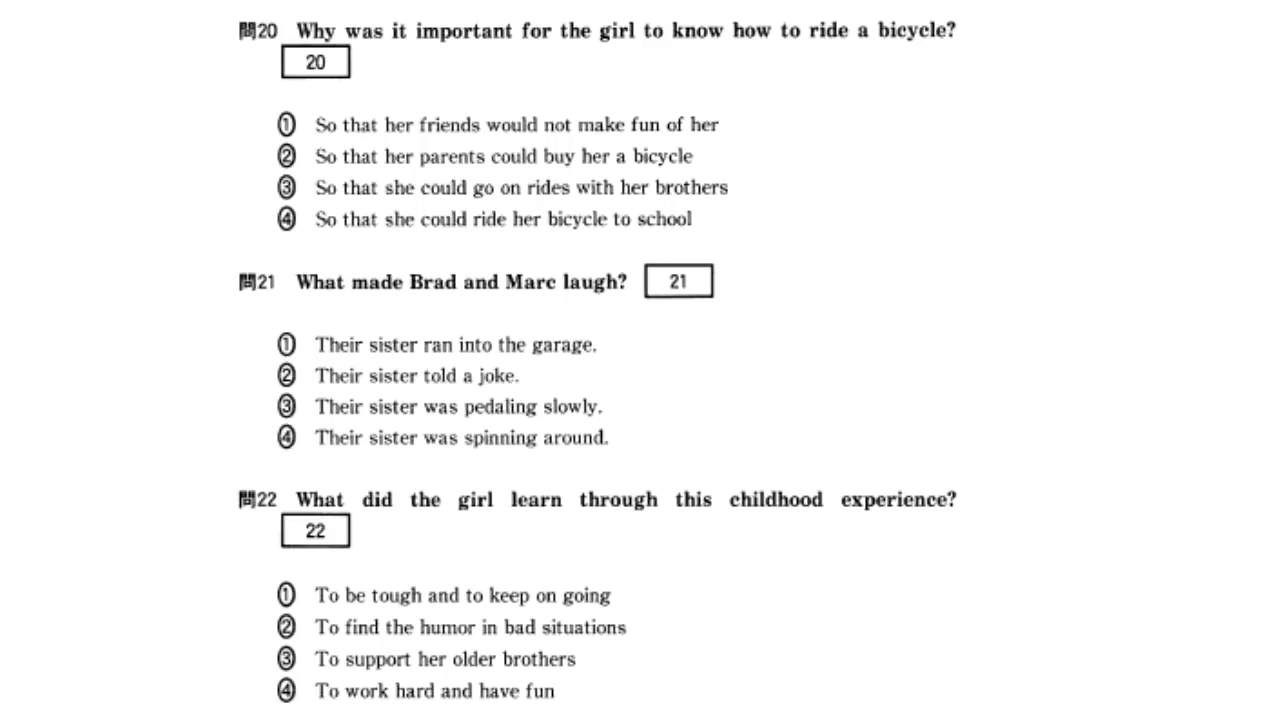 問20 Why was it important for the girl to know how to ride a bicycle?
20
① So that her friends would not make fun of her
② So that her parents could buy her a bicycle
③ So that she could go on rides with her brothers
④ So that she could ride her bicycle to school
問21 What made Brad and Marc laugh? 21
① Their sister ran into the garage.
② Their sister told a joke.
③ Their sister was pedaling slowly.
④ Their sister was spinning around.
問22 What did the girl learn through this childhood experience?
22
① To be tough and to keep on going
② To find the humor in bad situations
③ To support her older brothers
④ To work hard and have fun